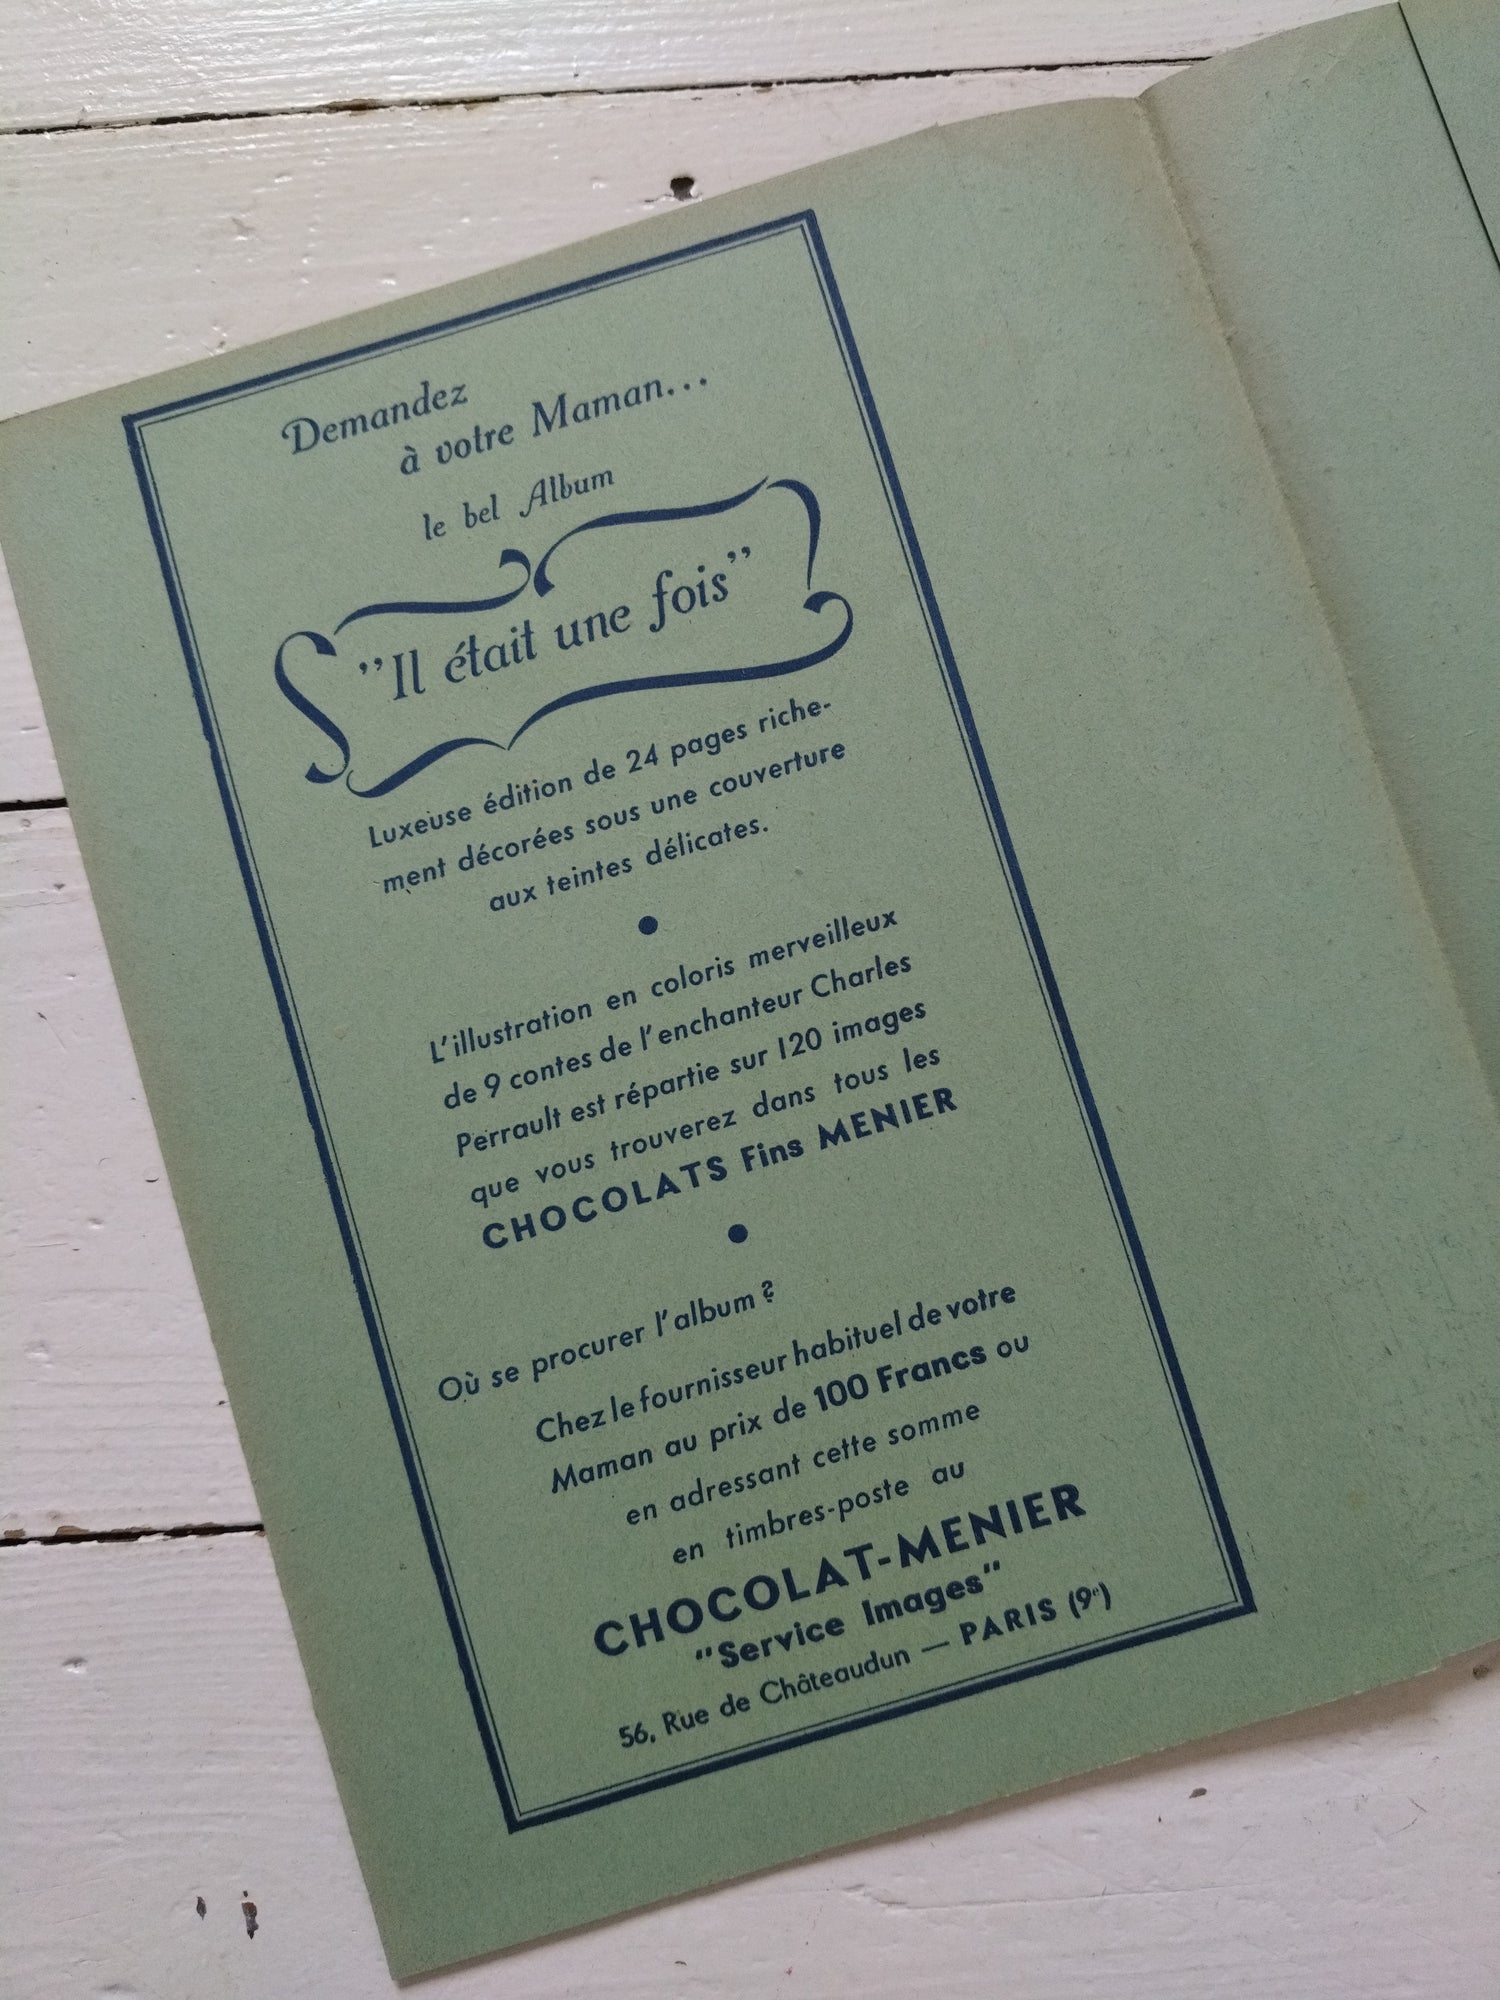 Demandez
à votre Maman...
le bel Album
"Il était une fois"
Luxeuse édition de 24 pages riche-
ment décorées sous une couverture
aux teintes délicates.
●
L'illustration en coloris merveilleux
de 9 contes de l'enchanteur Charles
Perrault est répartie sur 120 images
que vous trouverez dans tous les
CHOCOLATS Fins MENIER
●
Où se procurer l'album ?
Chez le fournisseur habituel de votre
Maman au prix de 100 Francs ou
en adressant cette somme
en timbres-poste au
CHOCOLAT-MENIER
"Service Images"
56, Rue de Châteaudun — PARIS (9ᵉ)